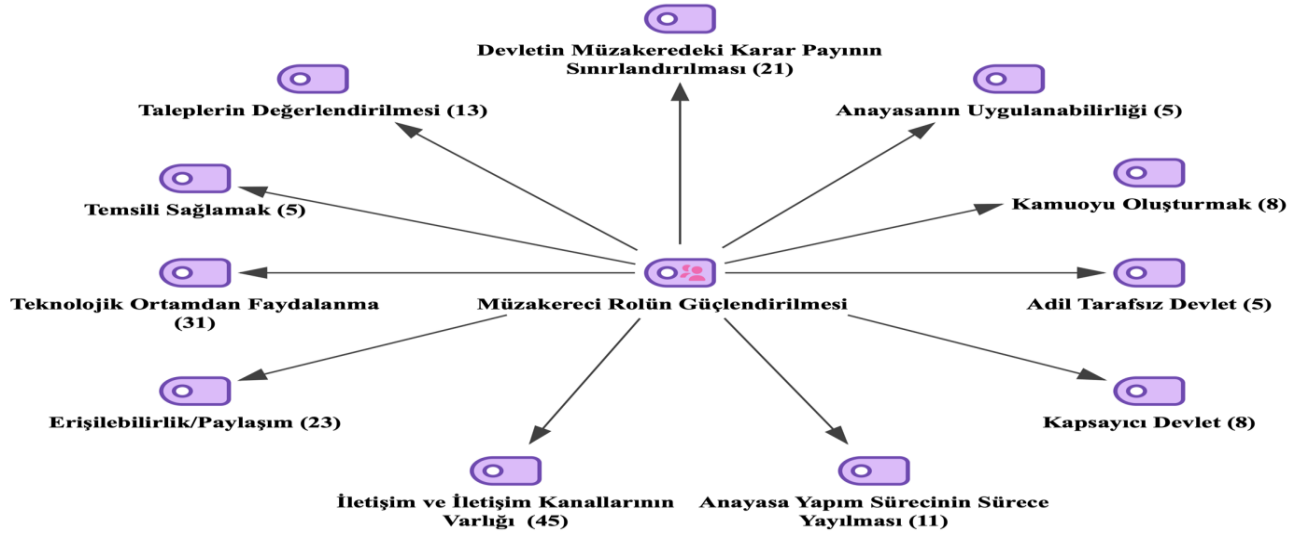 Devletin Müzakeredeki Karar Payının
Sınırlandırılması (21)
Taleplerin Değerlendirilmesi (13)
Anayasanın Uygulanabilirliği (5)
Temsili Sağlamak (5)
Kamuoyu Oluşturmak (8)
Teknolojik Ortamdan Faydalanma
(31)
Müzakereci Rolün Güçlendirilmesi
Adil Tarafsız Devlet (5)
Erişilebilirlik/Paylaşım (23)
Kapsayıcı Devlet (8)
İletişim ve İletişim Kanallarının
Varlığı (45)
Anayasa Yapım Sürecinin Sürece
Yayılması (11)